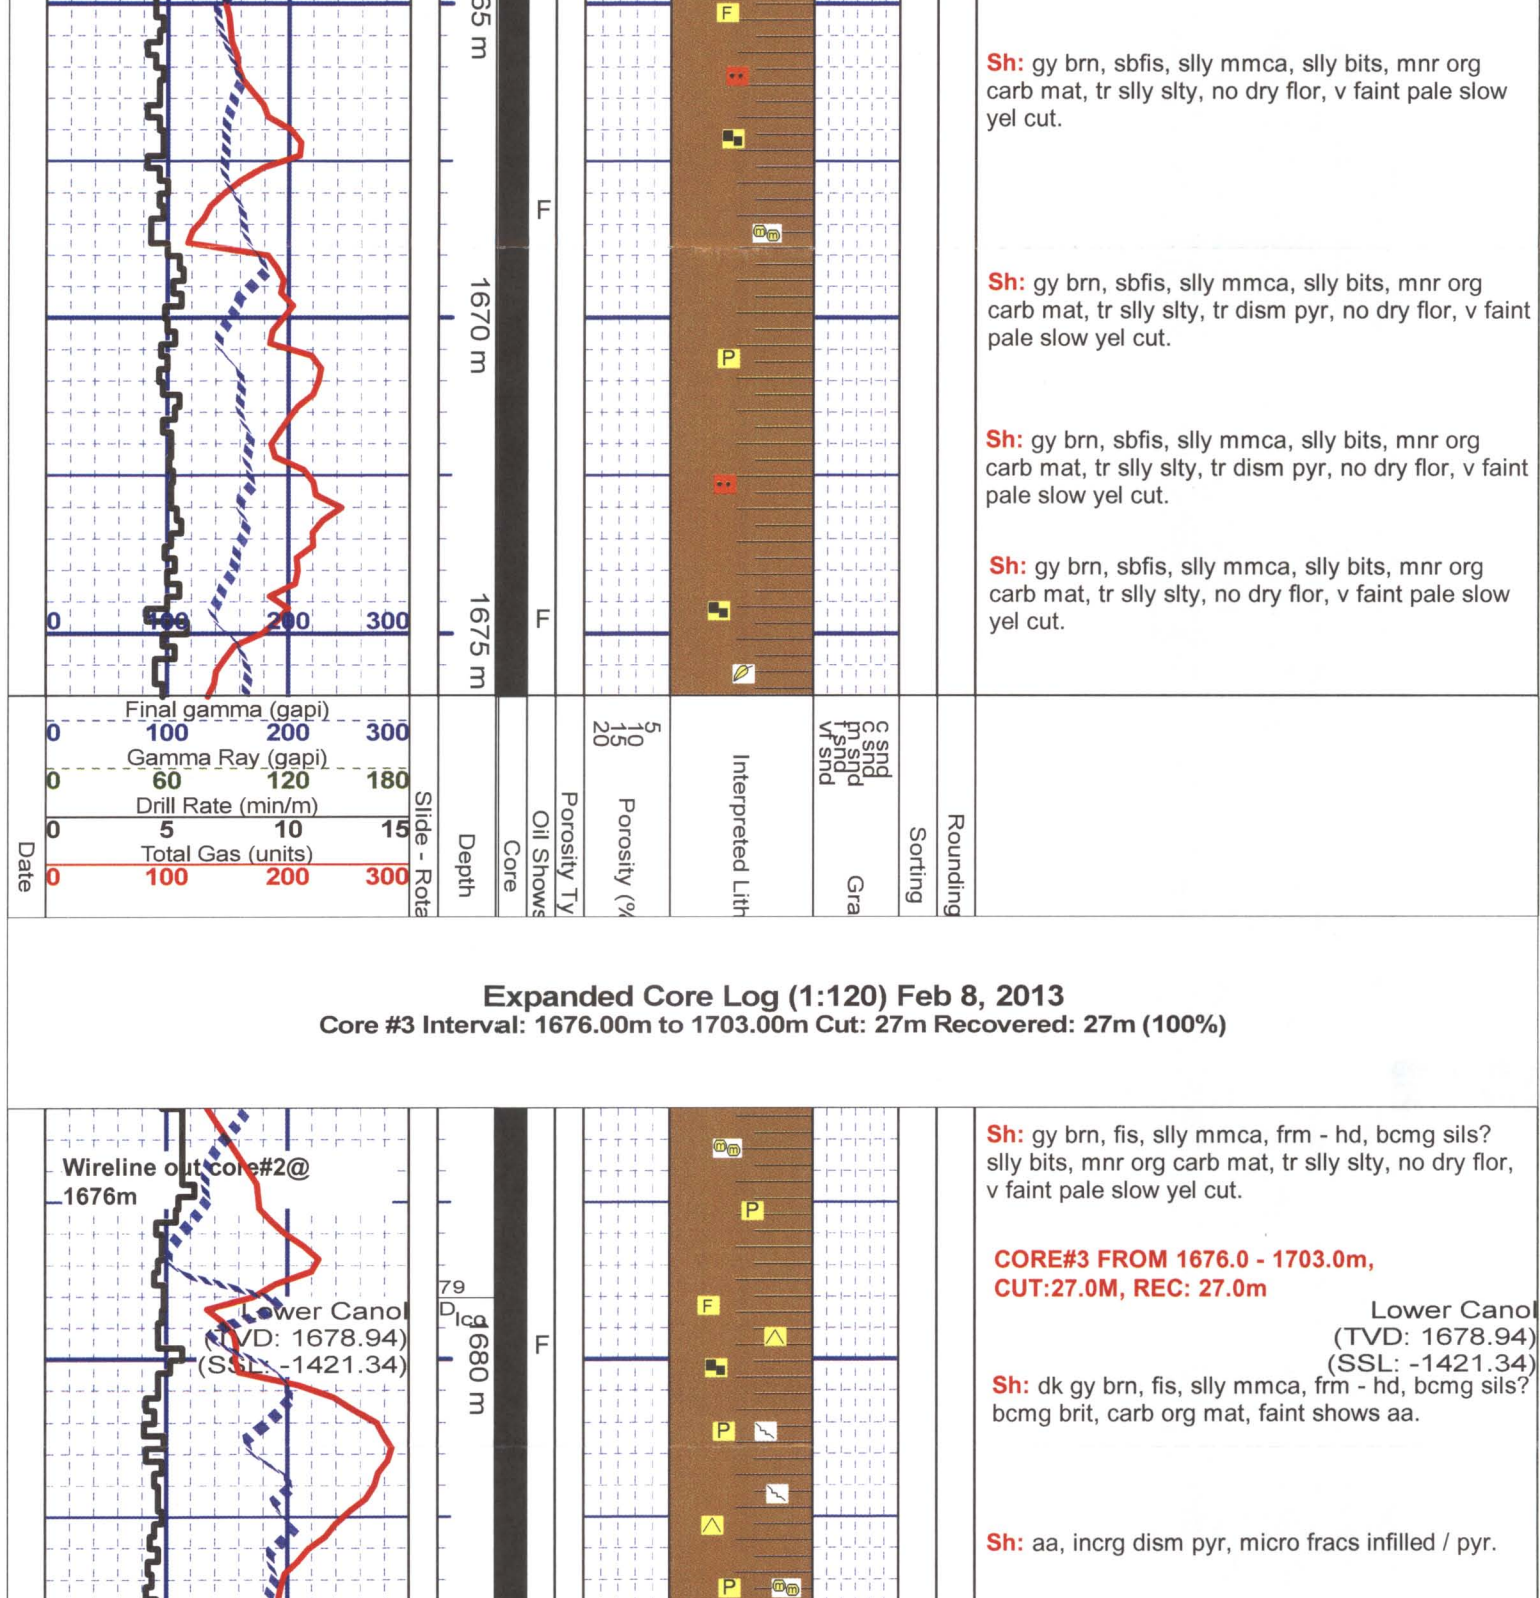 65 m
F
Sh: gy brn, sbfis, slly mmca, slly bits, mnr org
carb mat, tr slly slty, no dry flor, v faint pale slow
yel cut.
F
m m
1670 m
Sh: gy brn, sbfis, slly mmca, slly bits, mnr org
carb mat, tr slly slty, tr dism pyr, no dry flor, v faint
pale slow yel cut.
P
Sh: gy brn, sbfis, slly mmca, slly bits, mnr org
carb mat, tr slly slty, tr dism pyr, no dry flor, v faint
pale slow yel cut.
Sh: gy brn, sbfis, slly mmca, slly bits, mnr org
carb mat, tr slly slty, no dry flor, v faint pale slow
yel cut.
0 100 200 300
1675 m
F
Final gamma (gapi)
0 100 200 300
Gamma Ray (gapi)
0 60 120 180
Drill Rate (min/m)
0 5 10 15
Total Gas (units)
0 100 200 300
Date
Slide - Rota
Depth
Core
Oil Shows
Porosity Ty
5
10
15
20
Porosity (%
Interpreted Lith
c snd
c snd
m snd
f snd
vf snd
Gra
Sorting
Rounding
Expanded Core Log (1:120) Feb 8, 2013
Core #3 Interval: 1676.00m to 1703.00m Cut: 27m Recovered: 27m (100%)
Wireline out core#2@
1676m
m m
Sh: gy brn, fis, slly mmca, frm - hd, bcmg sils?
slly bits, mnr org carb mat, tr slly slty, no dry flor,
v faint pale slow yel cut.
P
CORE#3 FROM 1676.0 - 1703.0m,
CUT:27.0M, REC: 27.0m
79
Lower Canol
(TVD: 1678.94)
(SSL: -1421.34)
1680 m
F
F
Lower Canol
(TVD: 1678.94)
(SSL: -1421.34)
Sh: dk gy brn, fis, slly mmca, frm - hd, bcmg sils?
bcmg brit, carb org mat, faint shows aa.
P
Sh: aa, incrg dism pyr, micro fracs infilled / pyr.
P
m m